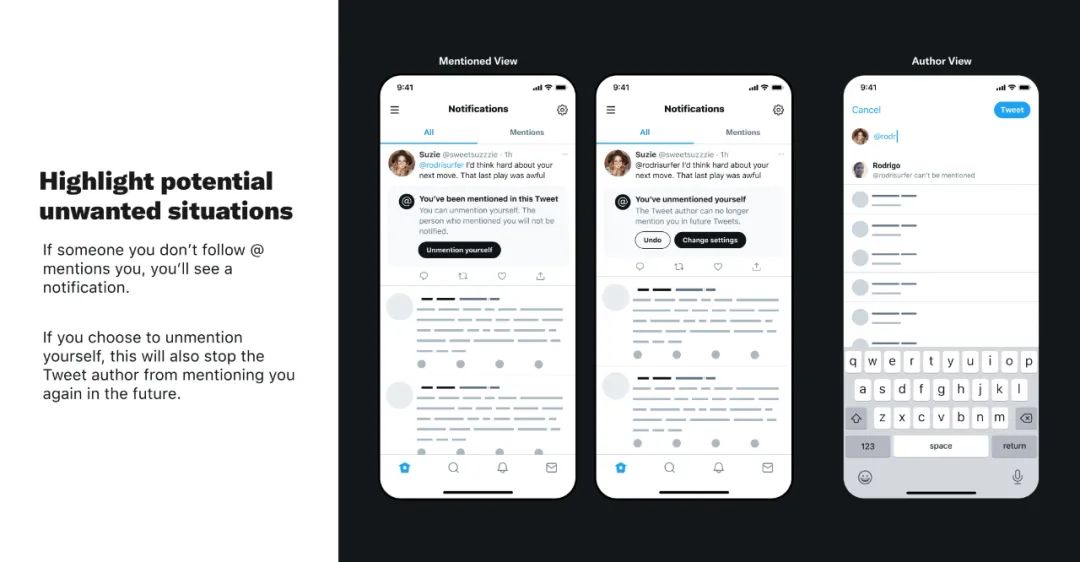 Highlight potential
unwanted situations
If someone you don’t follow @
mentions you, you’ll see a
notification.
If you choose to unmention
yourself, this will also stop the
Tweet author from mentioning you
again in the future.
Mentioned View
9:41
Notifications
All Mentions
Suzie @sweetsuzzzie · 1h
@rodrisurfer I’d think hard about your
next move. That last play was awful
@
You’ve been mentioned in this Tweet
You can unmention yourself. The
person who mentioned you will not be
notified.
Unmention yourself
9:41
Notifications
All Mentions
Suzie @sweetsuzzzie · 1h
@rodrisurfer I’d think hard about your
next move. That last play was awful
@
You’ve unmentioned yourself
The Tweet author can no longer
mention you in future Tweets.
Undo Change settings
Author View
9:41
Cancel Tweet
@rodr
Rodrigo
@rodrisurfer can’t be mentioned
q w e r t y u i o p
a s d f g h j k l
z x c v b n m
123 space return